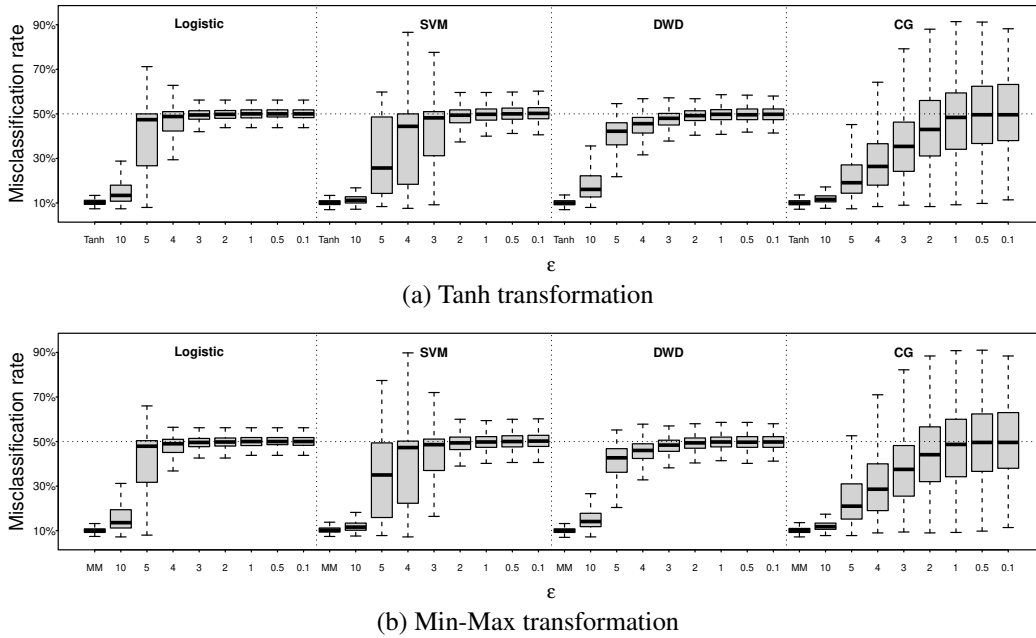 Logistic SVM DWD CG
Misclassification rate
90%
70%
50%
30%
10%
Tanh 10 5 4 3 2 1 0.5 0.1 Tanh 10 5 4 3 2 1 0.5 0.1 Tanh 10 5 4 3 2 1 0.5 0.1 Tanh 10 5 4 3 2 1 0.5 0.1
ε
(a) Tanh transformation
Logistic SVM DWD CG
Misclassification rate
90%
70%
50%
30%
10%
MM 10 5 4 3 2 1 0.5 0.1 MM 10 5 4 3 2 1 0.5 0.1 MM 10 5 4 3 2 1 0.5 0.1 MM 10 5 4 3 2 1 0.5 0.1
ε
(b) Min-Max transformation